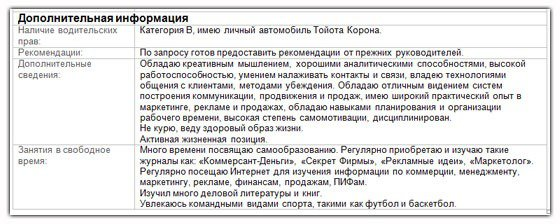 Дополнительная информация
Наличие водительских прав:
Категория В, имею личный автомобиль Тойота Корона.
Рекомендации:
По запросу готов предоставить рекомендации от прежних руководителей.
Дополнительные сведения:
Обладаю креативным мышлением, хорошими аналитическими способностями, высокой
работоспособностью, умением налаживать контакты и связи, владею технологиями
общения с клиентами, методами убеждения. Обладаю отличным видением систем
построения коммуникации, продвижения и продаж, имею широкий практический опыт в
маркетинге, рекламе и продажах, обладаю навыками планирования и организации
рабочего времени, высокая степень самомотивации, дисциплинирован.
Не курю, веду здоровый образ жизни.
Активная жизненная позиция.
Занятия в свободное время:
Много времени посвящаю самообразованию. Регулярно приобретаю и изучаю такие
журналы как: «Коммерсант-Деньги», «Секрет Фирмы», «Рекламные идеи», «Маркетолог».
Регулярно посещаю Интернет для изучения информации по коммерции, менеджменту,
маркетингу, рекламе, финансам, продажам, ПИФам.
Изучил много деловой литературы и книг.
Увлекаюсь командными видами спорта, такими как футбол и баскетбол.